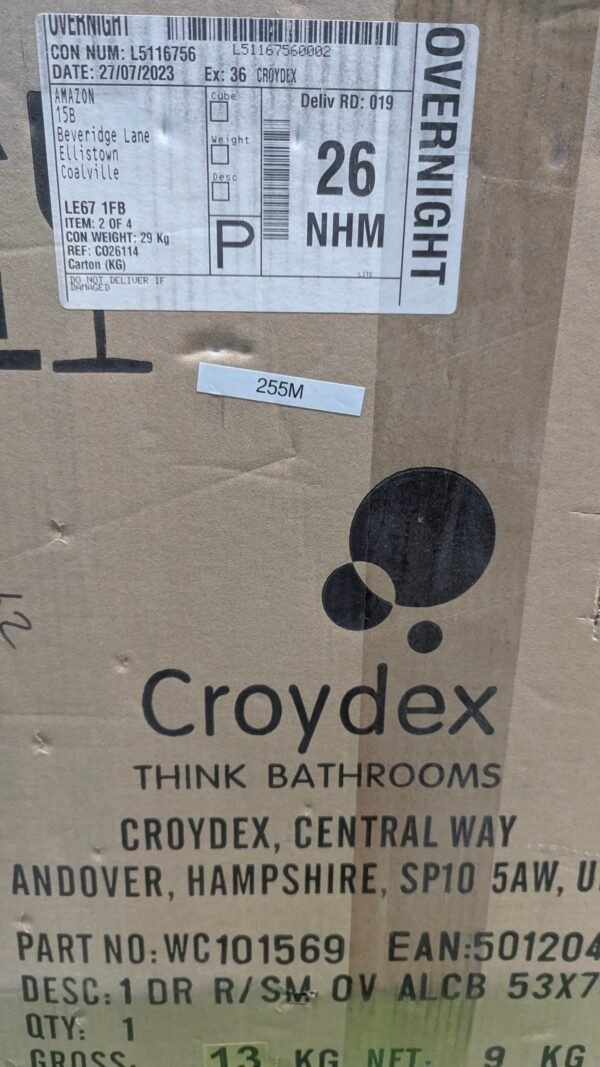 OVERNIGHT
CON NUM: L5116756
L51167560002
DATE: 27/07/2023 Ex: 36 CROYDEX
AMAZON
15B
Beveridge Lane
Ellistown
Coalville
LE67 1FB
ITEM: 2 OF 4
CON WEIGHT: 29 Kg
REF: CO26114
Carton (KG)
DO NOT DELIVER IF
DAMAGED
Cube
Weight
Desc
P
Deliv RD: 019
26
NHM
LITE
OVERNIGHT
255M
Croydex
THINK BATHROOMS
CROYDEX, CENTRAL WAY
ANDOVER, HAMPSHIRE, SP10 5AW, U
PART NO: WC101569 EAN:501204
DESC: 1 DR R/SM OV ALCB 53X7
QTY: 1
GROSS. 13 KG NET. 9 KG